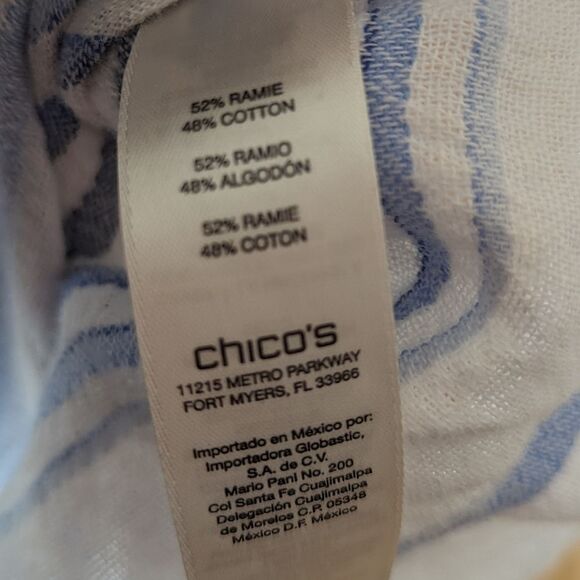 52% RAMIE
48% COTTON
52% RAMIO
48% ALGODÓN
52% RAMIE
48% COTON
chico's
11215 METRO PARKWAY
FORT MYERS, FL 33966
Importado en México por:
Importadora Globastic,
S.A. de C.V.
Mario Pani No. 200
Col Santa Fe Cuajimalpa
Delegación Cuajimalpa
de Morelos C.P. 05348
México D.F. México